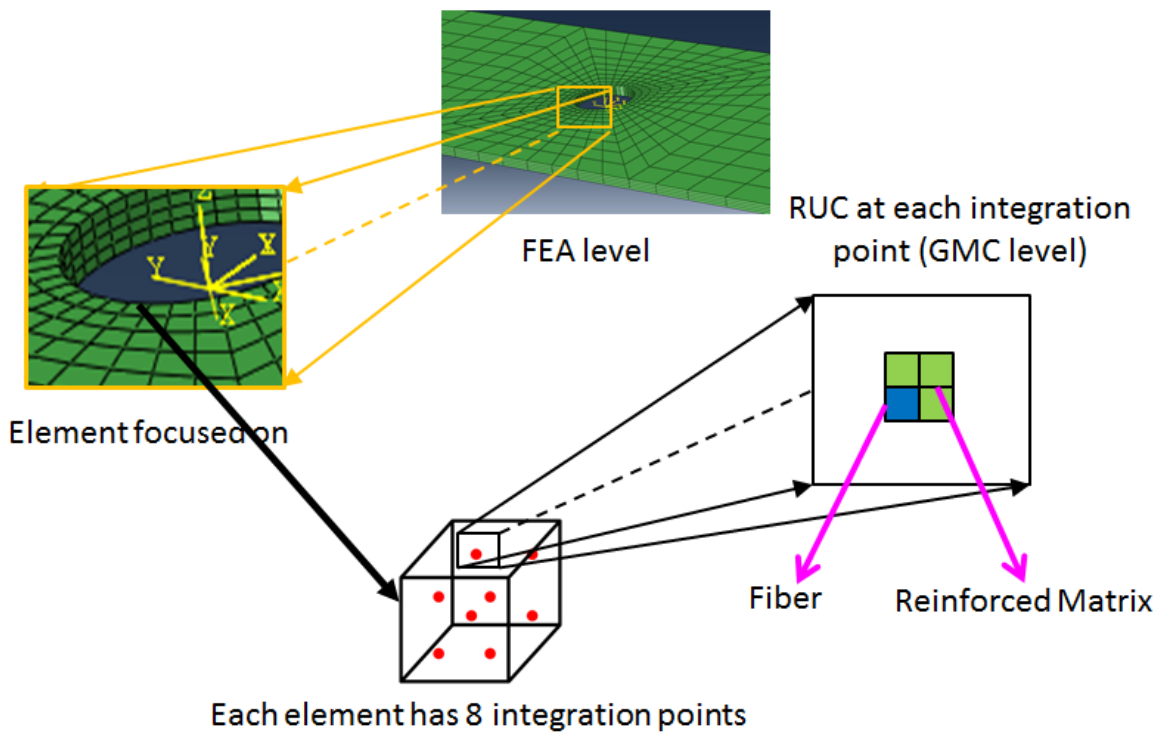 FEA level
RUC at each integration
point (GMC level)
Z
Y
X
Y
X
X
Element focused on
Fiber
Reinforced Matrix
Each element has 8 integration points